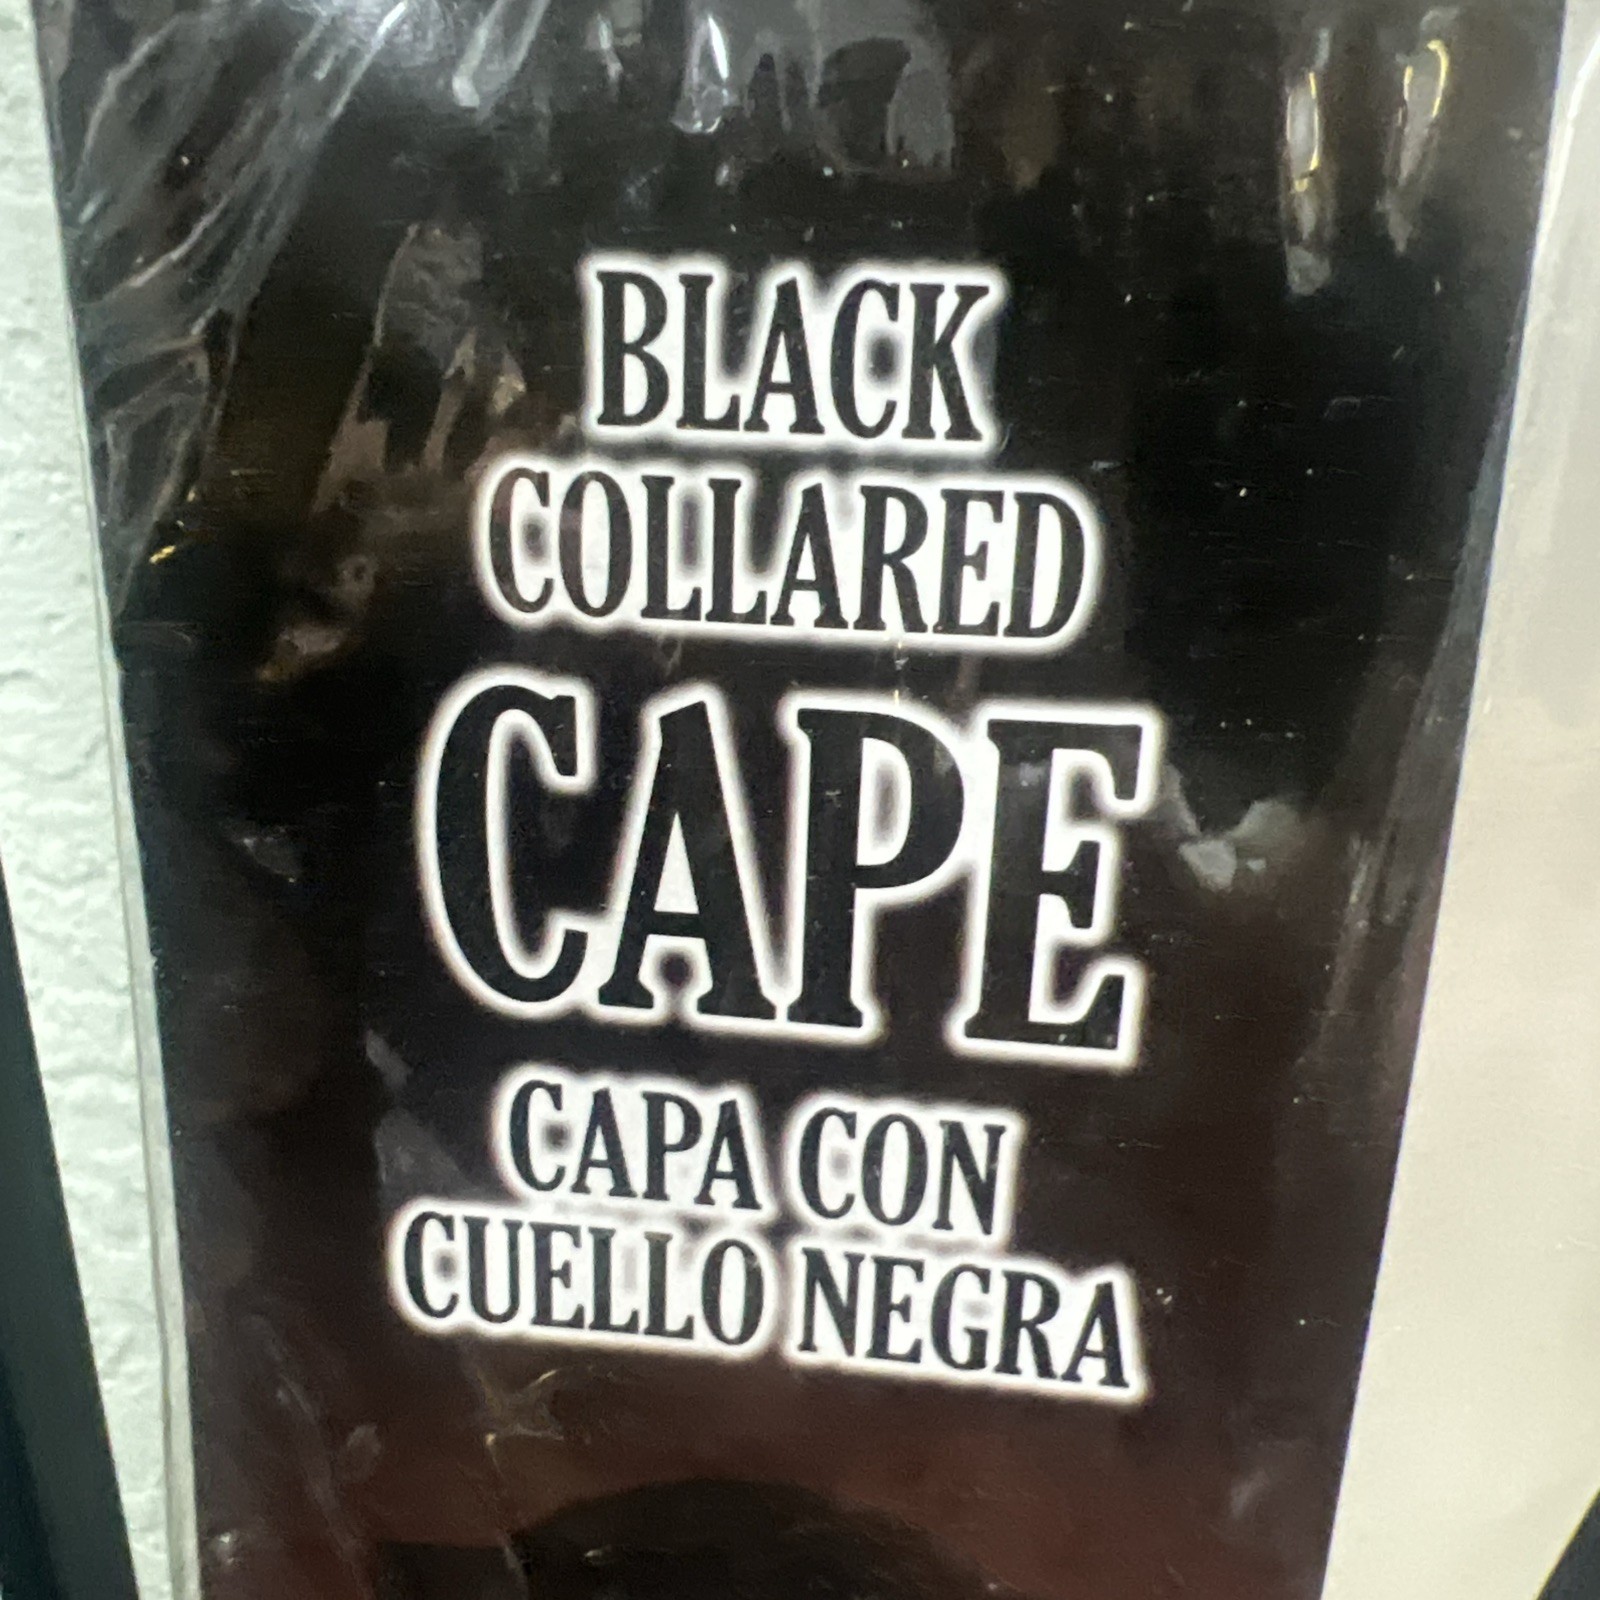 BLACK
COLLARED
CAPE
CAPA CON
CUELLO NEGRA